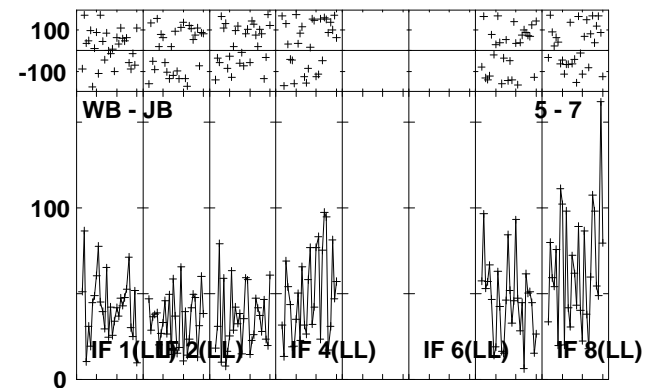 100
-100
WB - JB
5 - 7
100
IF 1(LL) IF 2(LL) IF 4(LL) IF 6(LL) IF 8(LL)
0